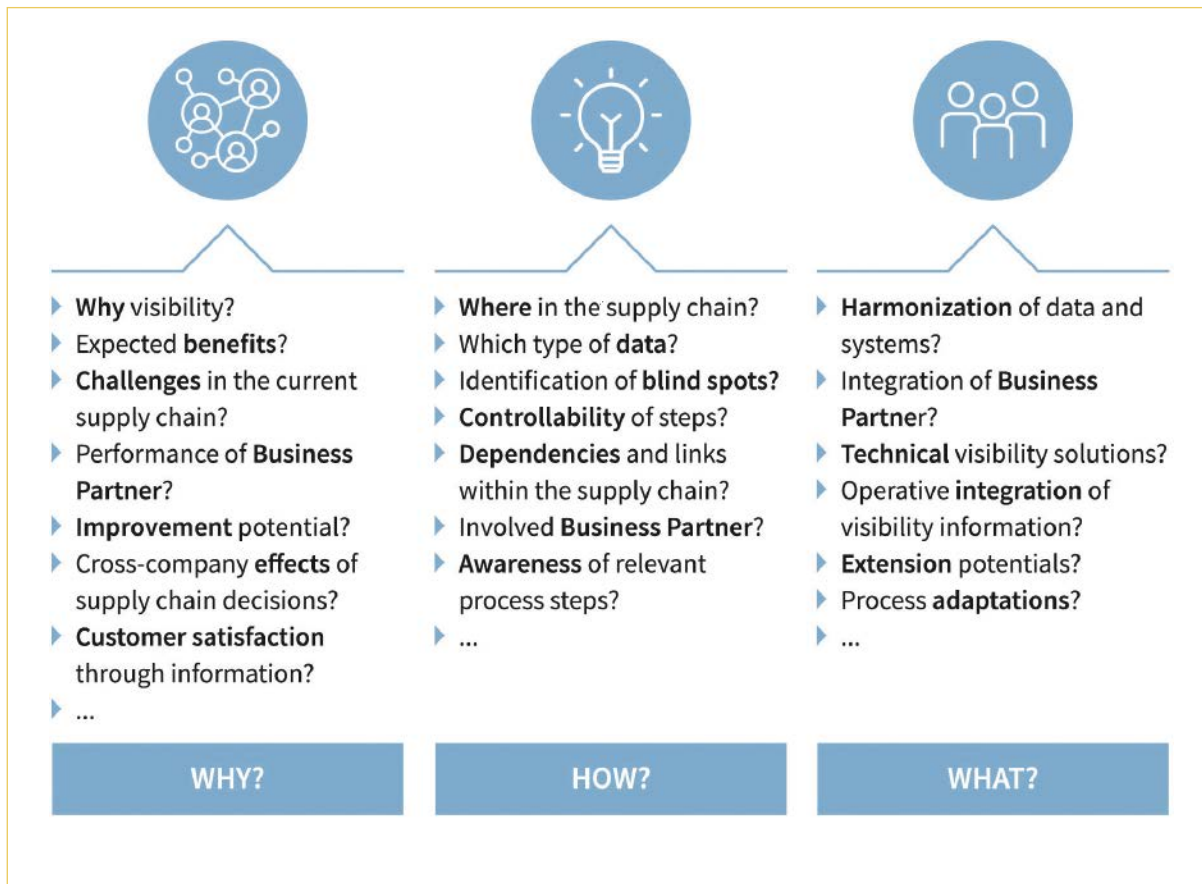 Why visibility?
Expected benefits?
Challenges in the current
supply chain?
Performance of Business
Partner?
Improvement potential?
Cross-company effects of
supply chain decisions?
Customer satisfaction
through information?
...
WHY?
Where in the supply chain?
Which type of data?
Identification of blind spots?
Controllability of steps?
Dependencies and links
within the supply chain?
Involved Business Partner?
Awareness of relevant
process steps?
...
HOW?
Harmonization of data and
systems?
Integration of Business
Partner?
Technical visibility solutions?
Operative integration of
visibility information?
Extension potentials?
Process adaptations?
...
WHAT?